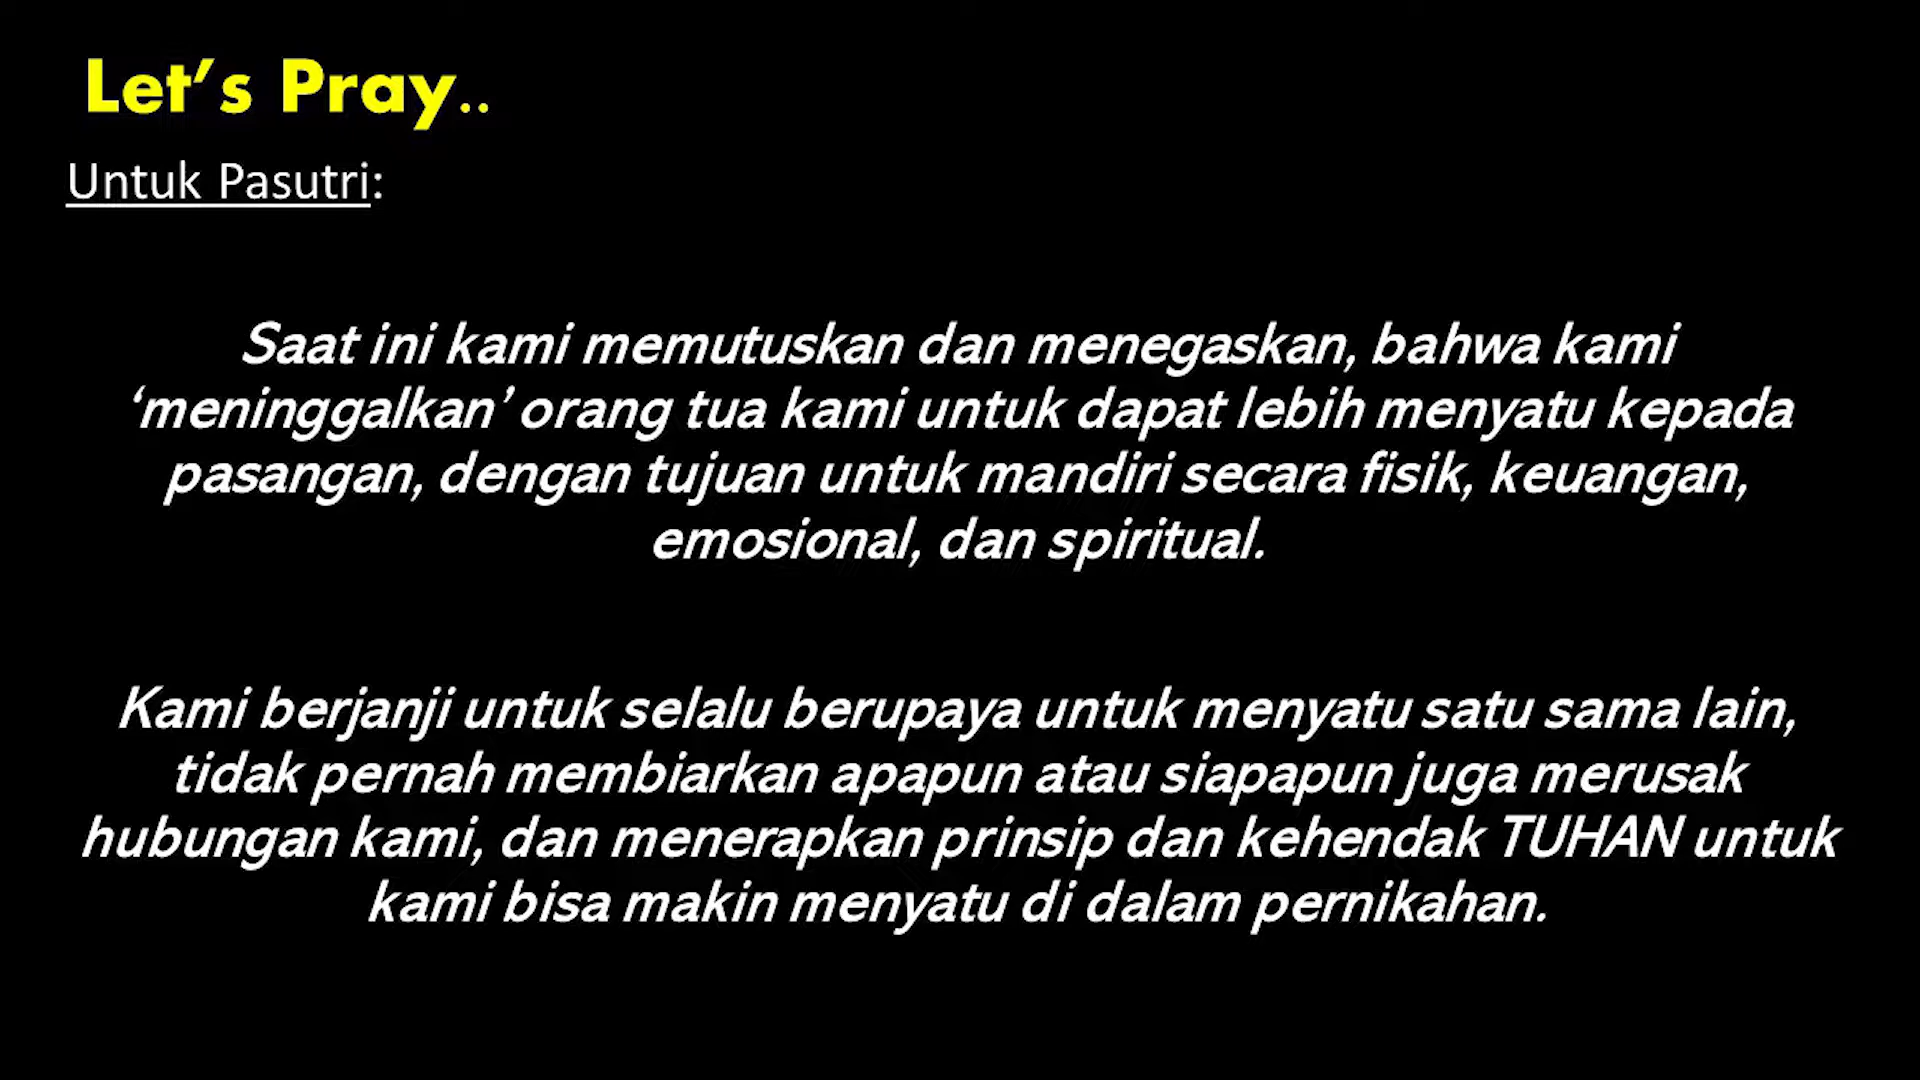 Let’s Pray..
Untuk Pasutri:
Saat ini kami memutuskan dan menegaskan, bahwa kami
‘meninggalkan’ orang tua kami untuk dapat lebih menyatu kepada
pasangan, dengan tujuan untuk mandiri secara fisik, keuangan,
emosional, dan spiritual.
Kami berjanji untuk selalu berupaya untuk menyatu satu sama lain,
tidak pernah membiarkan apapun atau siapapun juga merusak
hubungan kami, dan menerapkan prinsip dan kehendak TUHAN untuk
kami bisa makin menyatu di dalam pernikahan.